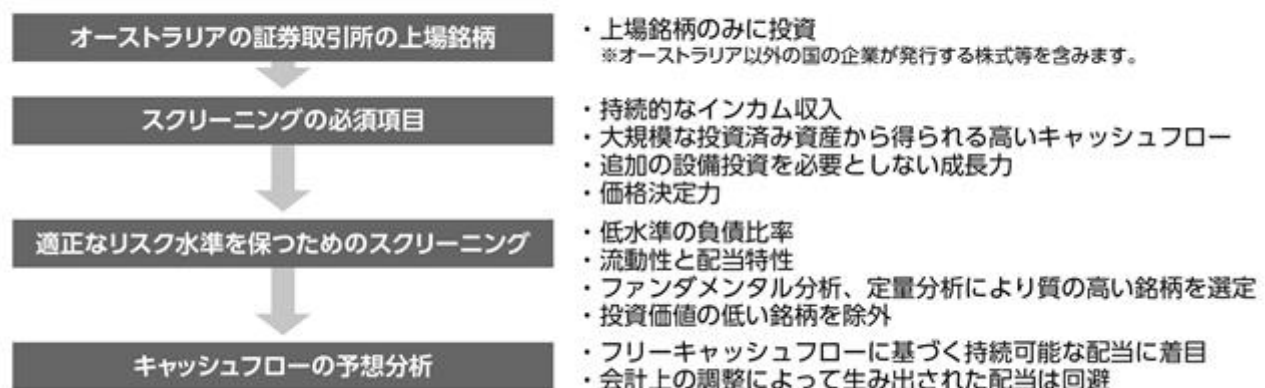 オーストラリアの証券取引所の上場銘柄
・上場銘柄のみに投資
※オーストラリア以外の国の企業が発行する株式等を含みます。
スクリーニングの必須項目
・持続的なインカム収入
・大規模な投資済み資産から得られる高いキャッシュフロー
・追加の設備投資を必要としない成長力
・価格決定力
適正なリスク水準を保つためのスクリーニング
・低水準の負債比率
・流動性と配当特性
・ファンダメンタル分析、定量分析により質の高い銘柄を選定
・投資価値の低い銘柄を除外
キャッシュフローの予想分析
・フリーキャッシュフローに基づく持続可能な配当に着目
・会計上の調整によって生み出された配当は回避